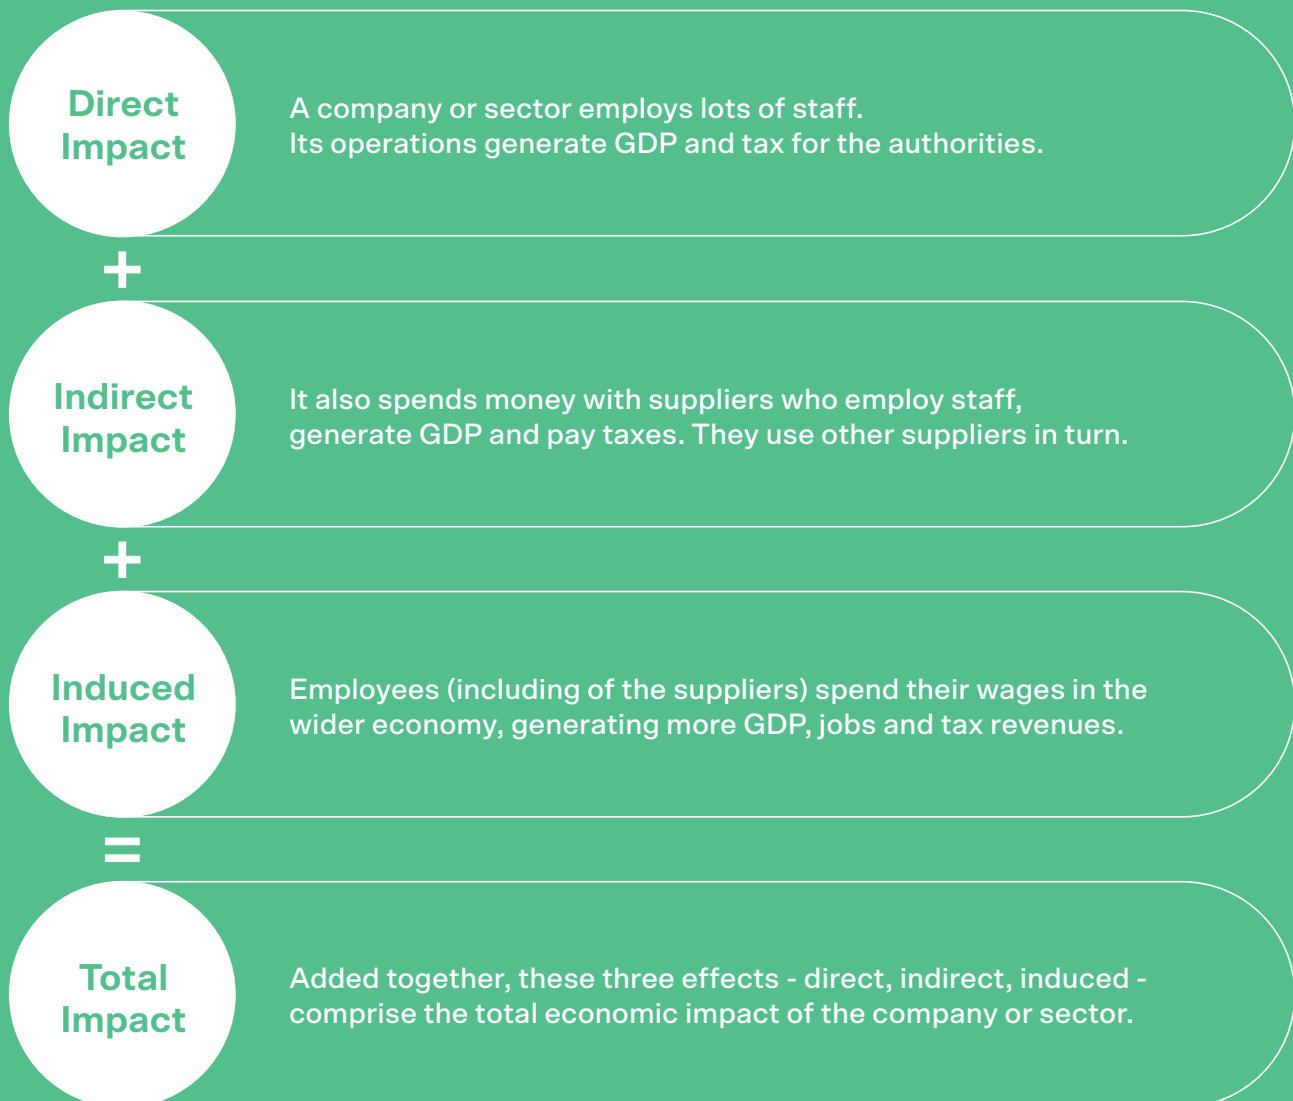 Direct
Impact
A company or sector employs lots of staff.
Its operations generate GDP and tax for the authorities.
+
Indirect
Impact
It also spends money with suppliers who employ staff,
generate GDP and pay taxes. They use other suppliers in turn.
+
Induced
Impact
Employees (including of the suppliers) spend their wages in the
wider economy, generating more GDP, jobs and tax revenues.
=
Total
Impact
Added together, these three effects - direct, indirect, induced -
comprise the total economic impact of the company or sector.